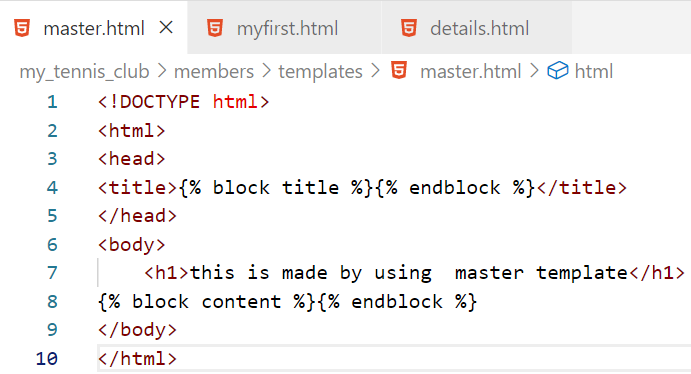 master.html myfirst.html details.html
my_tennis_club > members > templates > master.html > html
1 <!DOCTYPE html>
2 <html>
3 <head>
4 <title>{% block title %}{% endblock %}</title>
5 </head>
6 <body>
7     <h1>this is made by using  master template</h1>
8 {% block content %}{% endblock %}
9 </body>
10 </html>